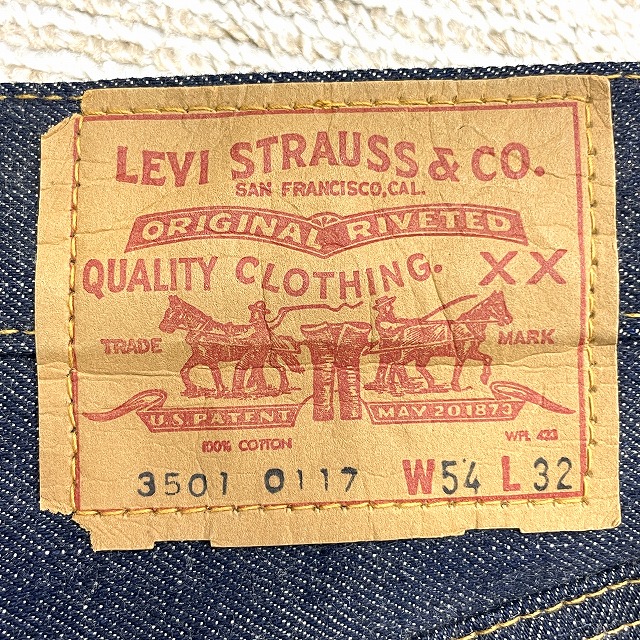 LEVI STRAUSS & CO.
SAN FRANCISCO, CAL.
ORIGINAL RIVETED
QUALITY CLOTHING. XX
TRADE MARK
U.S. PATENT MAY 20 1873
100% COTTON WPL 423
3501 0117 W54 L 32